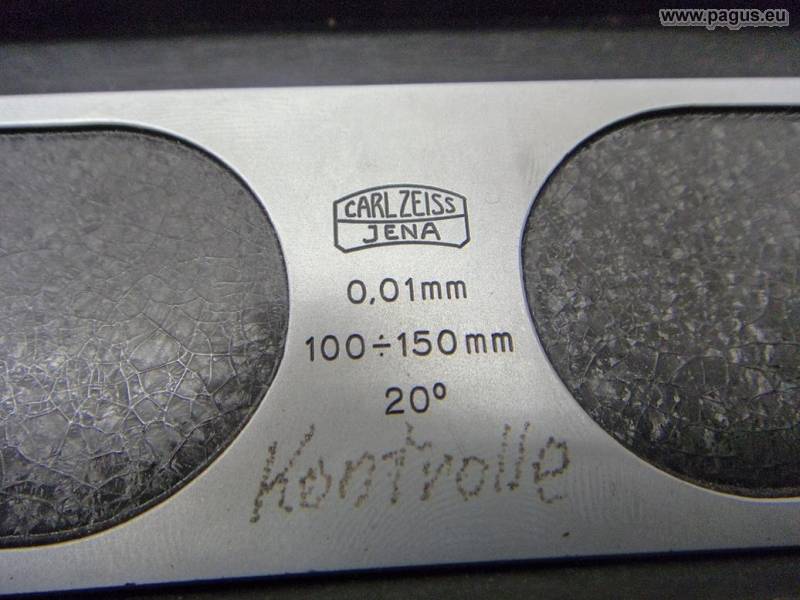 www.pagus.eu
CARL ZEISS
JENA
0,01mm
100÷150mm
20°
Kontrolle